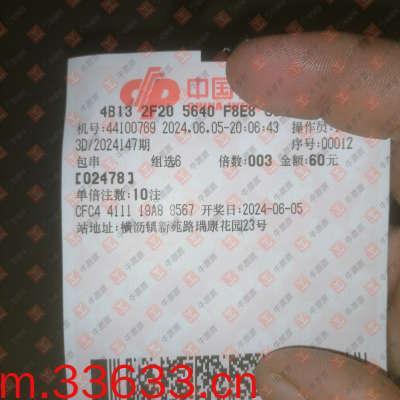 中国
4B13 2F20 5640 F8E8
机号:44100769 2024.06.05-20:06:43 操作员
3D/2024147期 序号:00012
包串 组选6 倍数:003 金额:60元
[02478]
单倍注数:10注
CFC4 4111 19A8 9567 开奖日:2024-06-05
站地址:横沥镇新苑路瑞康花园23号
m.33633.cn